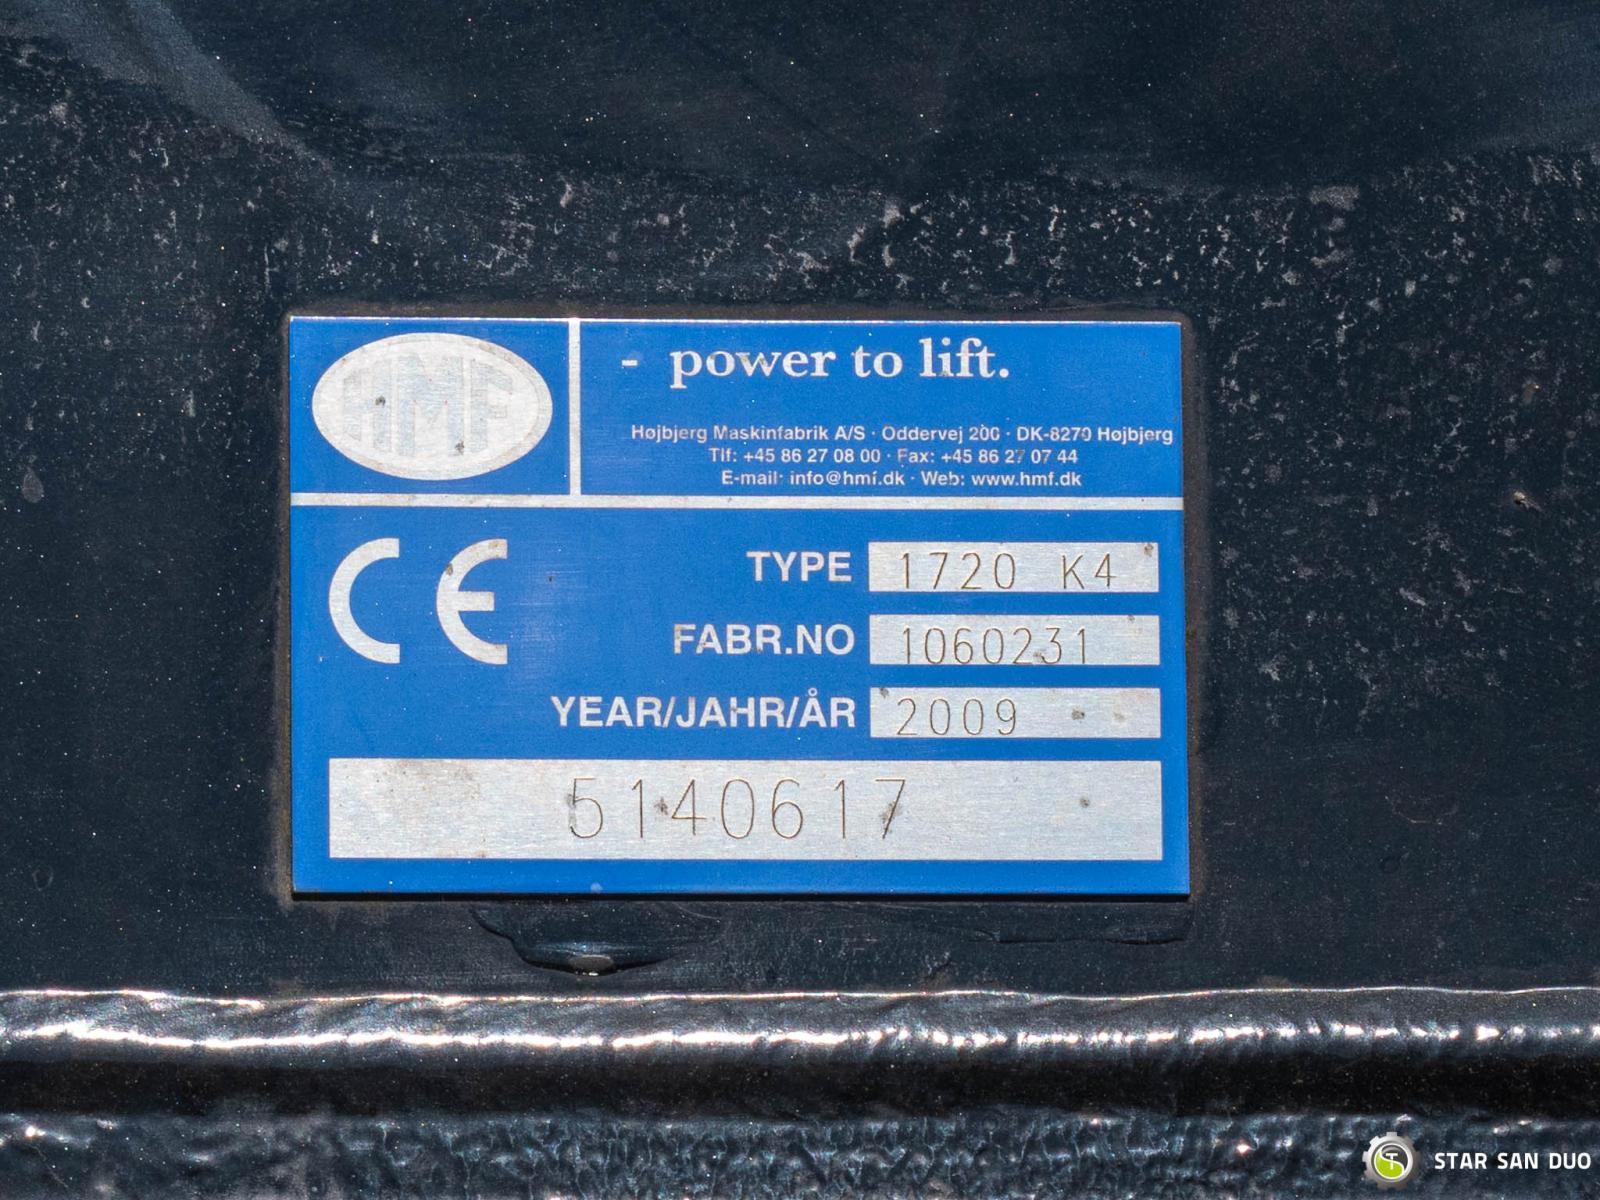 HMF
- power to lift.
Højbjerg Maskinfabrik A/S · Oddervej 200 · DK-8270 Højbjerg
Tlf: +45 86 27 08 00 · Fax: +45 86 27 07 44
E-mail: info@hmf.dk · Web: www.hmf.dk
CE
TYPE 1720 K4
FABR.NO 1060231
YEAR/JAHR/ÅR 2009
5140617
STAR SAN DUO